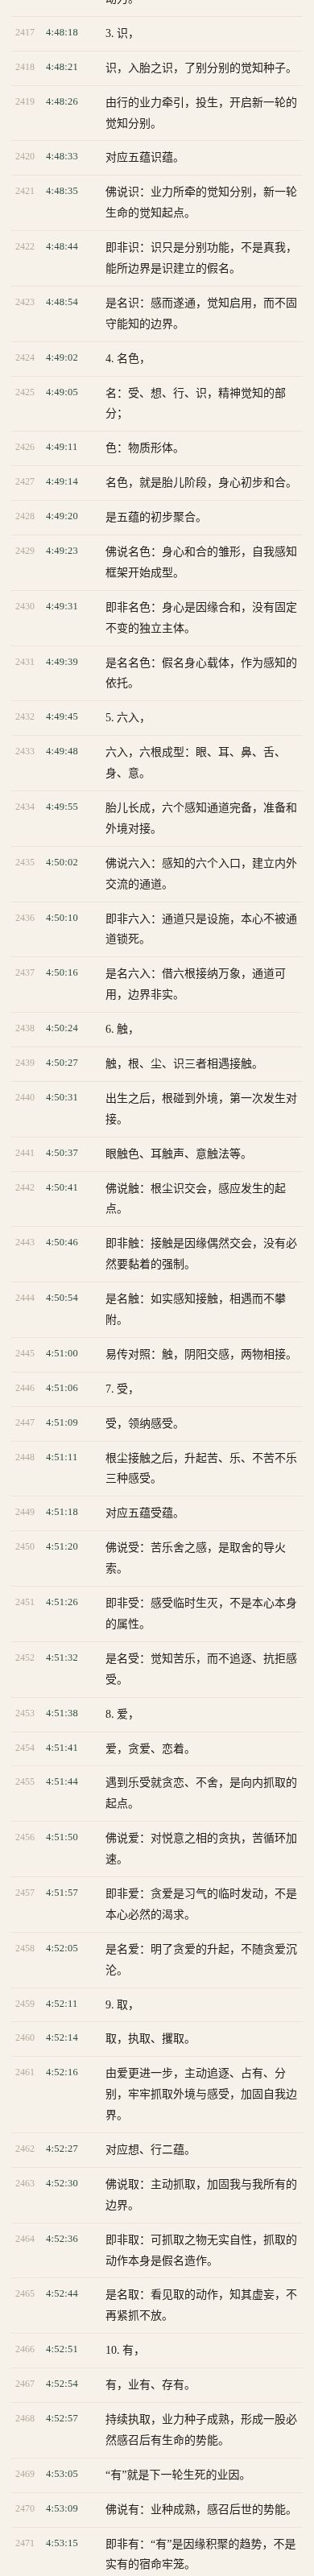 2417 4:48:18 3. 识，
2418 4:48:21 识，入胎之识，了别分别的觉知种子。
2419 4:48:26 由行的业力牵引，投生，开启新一轮的
觉知分别。
2420 4:48:33 对应五蕴识蕴。
2421 4:48:35 佛说识：业力所牵的觉知分别，新一轮
生命的觉知起点。
2422 4:48:44 即非识：识只是分别功能，不是真我，
能所边界是识建立的假名。
2423 4:48:54 是名识：感而遂通，觉知启用，而不固
守能知的边界。
2424 4:49:02 4. 名色，
2425 4:49:05 名：受、想、行、识，精神觉知的部
分；
2426 4:49:11 色：物质形体。
2427 4:49:14 名色，就是胎儿阶段，身心初步和合。
2428 4:49:20 是五蕴的初步聚合。
2429 4:49:23 佛说名色：身心和合的雏形，自我感知
框架开始成型。
2430 4:49:31 即非名色：身心是因缘合和，没有固定
不变的独立主体。
2431 4:49:39 是名名色：假名身心载体，作为感知的
依托。
2432 4:49:45 5. 六入，
2433 4:49:48 六入，六根成型：眼、耳、鼻、舌、
身、意。
2434 4:49:55 胎儿长成，六个感知通道完备，准备和
外境对接。
2435 4:50:02 佛说六入：感知的六个入口，建立内外
交流的通道。
2436 4:50:10 即非六入：通道只是设施，本心不被通
道锁死。
2437 4:50:16 是名六入：借六根接纳万象，通道可
用，边界非实。
2438 4:50:24 6. 触，
2439 4:50:27 触，根、尘、识三者相遇接触。
2440 4:50:31 出生之后，根碰到外境，第一次发生对
接。
2441 4:50:37 眼触色、耳触声、意触法等。
2442 4:50:41 佛说触：根尘识交会，感应发生的起
点。
2443 4:50:46 即非触：接触是因缘偶然交会，没有必
然要黏着的强制。
2444 4:50:54 是名触：如实感知接触，相遇而不攀
附。
2445 4:51:00 易传对照：触，阴阳交感，两物相接。
2446 4:51:06 7. 受，
2447 4:51:09 受，领纳感受。
2448 4:51:11 根尘接触之后，升起苦、乐、不苦不乐
三种感受。
2449 4:51:18 对应五蕴受蕴。
2450 4:51:20 佛说受：苦乐舍之感，是取舍的导火
索。
2451 4:51:26 即非受：感受临时生灭，不是本心本身
的属性。
2452 4:51:32 是名受：觉知苦乐，而不追逐、抗拒感
受。
2453 4:51:38 8. 爱，
2454 4:51:41 爱，贪爱、恋着。
2455 4:51:44 遇到乐受就贪恋、不舍，是向内抓取的
起点。
2456 4:51:50 佛说爱：对悦意之相的贪执，苦循环加
速。
2457 4:51:57 即非爱：贪爱是习气的临时发动，不是
本心必然的渴求。
2458 4:52:05 是名爱：明了贪爱的升起，不随贪爱沉
沦。
2459 4:52:11 9. 取，
2460 4:52:14 取，执取、攫取。
2461 4:52:16 由爱更进一步，主动追逐、占有、分
别，牢牢抓取外境与感受，加固自我边
界。
2462 4:52:27 对应想、行二蕴。
2463 4:52:30 佛说取：主动抓取，加固我与我所有的
边界。
2464 4:52:36 即非取：可抓取之物无实自性，抓取的
动作本身是假名造作。
2465 4:52:44 是名取：看见取的动作，知其虚妄，不
再紧抓不放。
2466 4:52:51 10. 有，
2467 4:52:54 有，业有、存有。
2468 4:52:57 持续执取，业力种子成熟，形成一股必
然感召后有生命的势能。
2469 4:53:05 “有”就是下一轮生死的业因。
2470 4:53:09 佛说有：业种成熟，感召后世的势能。
2471 4:53:15 即非有：“有”是因缘积聚的趋势，不是
实有的宿命牢笼。